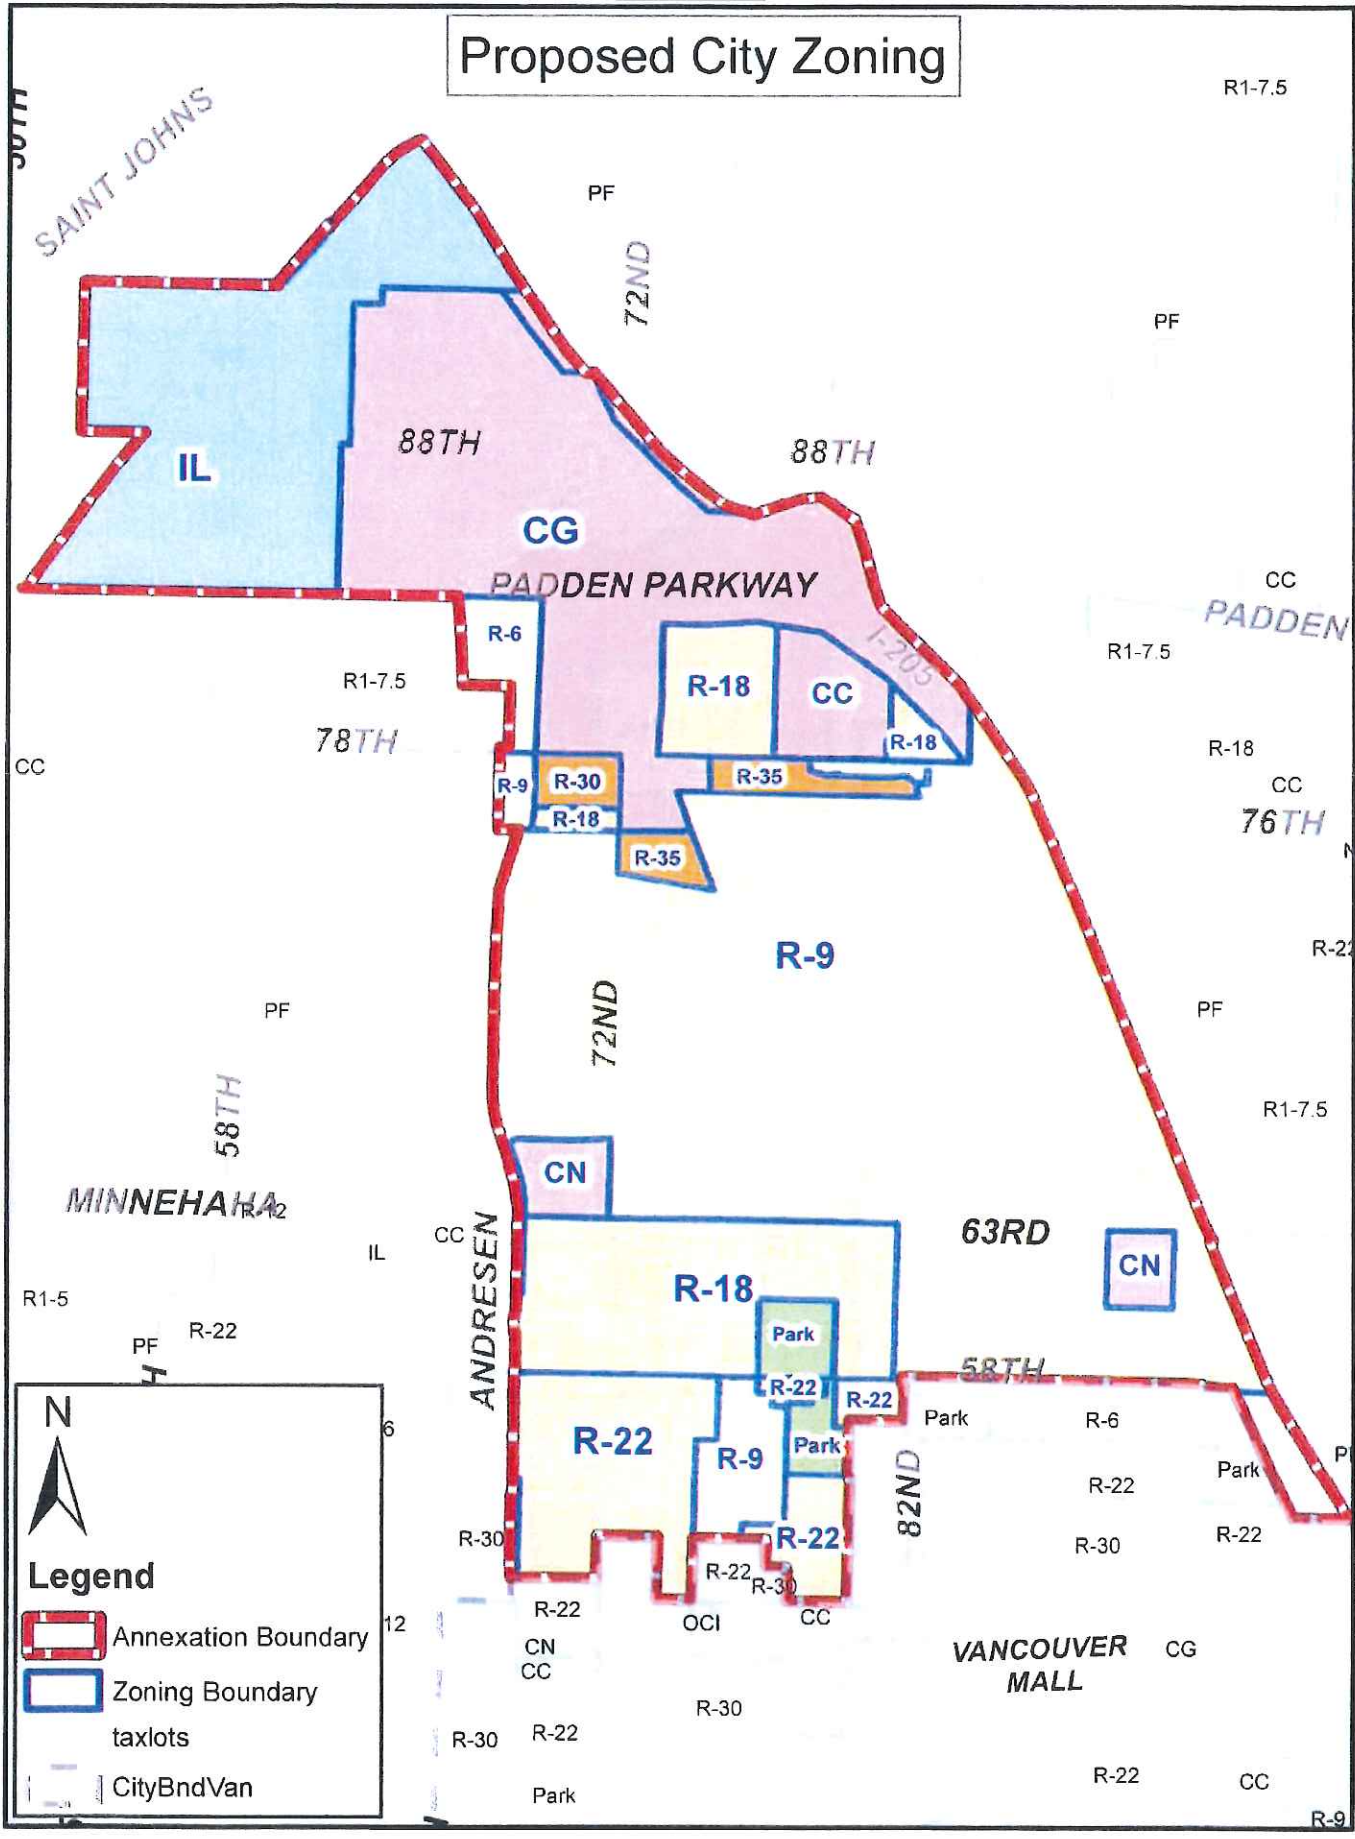 Proposed City Zoning
R1-7.5
50TH
SAINT JOHNS
PF
72ND
PF
88TH
88TH
IL
CG
CC
PADDEN PARKWAY
PADDEN
R-6
I-205
R1-7.5
R1-7.5
R-18
CC
78TH
R-18
R-18
CC
R-9
R-30
R-35
CC
R-18
76TH
R-35
R-9
R-22
PF
72ND
PF
58TH
R1-7.5
CN
MINNEHAHA
R-12
CC
63RD
IL
ANDRESEN
CN
R-18
R1-5
R-22
Park
PF
58TH
R-22
R-22
N
Park
R-6
6
R-22
R-9
Park
Park
R-22
82ND
R-30
R-22
R-30
R-22
Legend
R-22
R-30
Annexation Boundary
12
R-22
OCI
CC
CN
CC
VANCOUVER
MALL
CG
Zoning Boundary
R-30
taxlots
R-30
R-22
CityBndVan
Park
R-22
CC
R-9